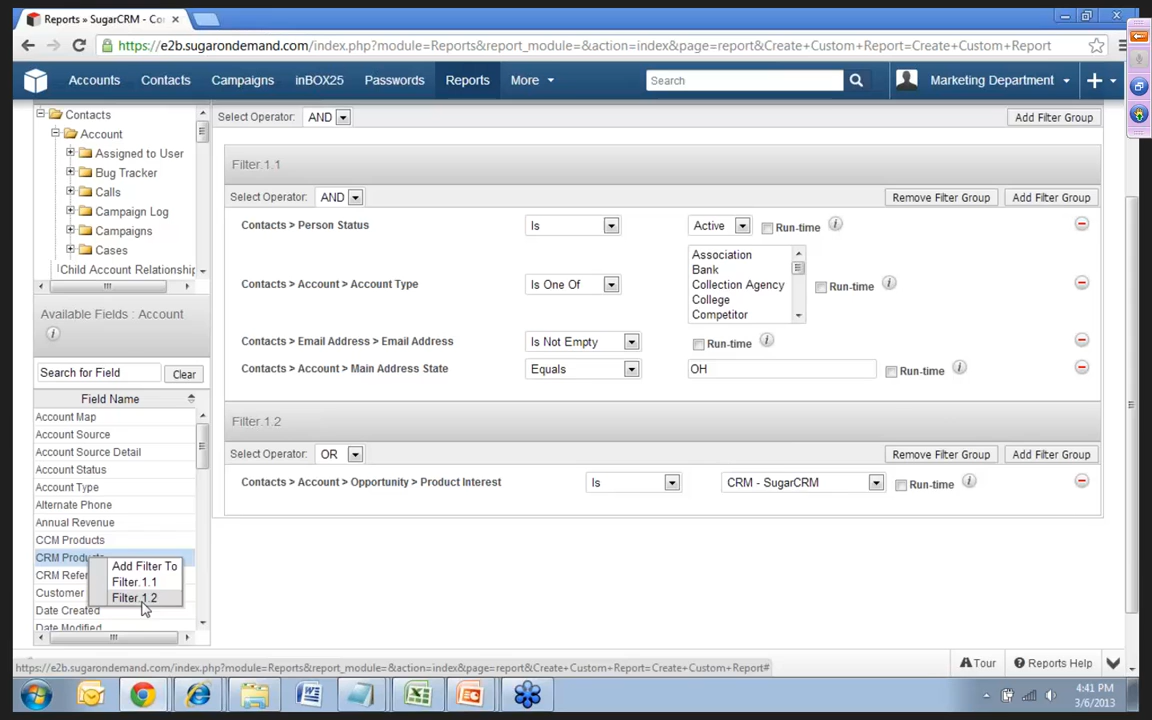 Reports » SugarCRM - Co
https://e2b.sugarondemand.com/index.php?module=Reports&report_module=&action=index&page=report&Create+Custom+Report=Create+Custom+Report
Accounts Contacts Campaigns inBOX25 Passwords Reports More Search Marketing Department
Contacts
Account
Assigned to User
Bug Tracker
Calls
Campaign Log
Campaigns
Cases
Child Account Relationship
Available Fields : Account
Search for Field Clear
Field Name
Account Map
Account Source
Account Source Detail
Account Status
Account Type
Alternate Phone
Annual Revenue
CCM Products
CRM Products
CRM Refer
Customer
Date Created
Date Modified
Add Filter To
Filter.1.1
Filter.1.2
Select Operator: AND Add Filter Group
Filter.1.1
Select Operator: AND Remove Filter Group Add Filter Group
Contacts > Person Status Is Active Run-time
Contacts > Account > Account Type Is One Of Run-time
Association
Bank
Collection Agency
College
Competitor
Contacts > Email Address > Email Address Is Not Empty Run-time
Contacts > Account > Main Address State Equals OH Run-time
Filter.1.2
Select Operator: OR Remove Filter Group Add Filter Group
Contacts > Account > Opportunity > Product Interest Is CRM - SugarCRM Run-time
https://e2b.sugarondemand.com/index.php?module=Reports&report_module=&action=index&page=report&Create+Custom+Report=Create+Custom+Report#
Tour Reports Help
4:41 PM
3/6/2013